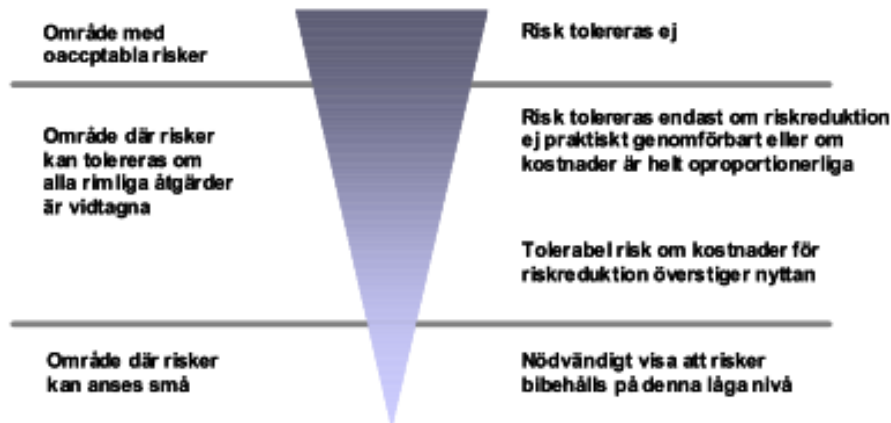 Område med
oaccptabla risker
Risk tolereras ej
Område där risker
kan tolereras om
alla rimliga åtgärder
är vidtagna
Risk tolereras endast om riskreduktion
ej praktiskt genomförbart eller om
kostnader är helt oproportionerliga
Tolerabel risk om kostnader för
riskreduktion överstiger nyttan
Område där risker
kan anses små
Nödvändigt visa att risker
bibehålls på denna låga nivå